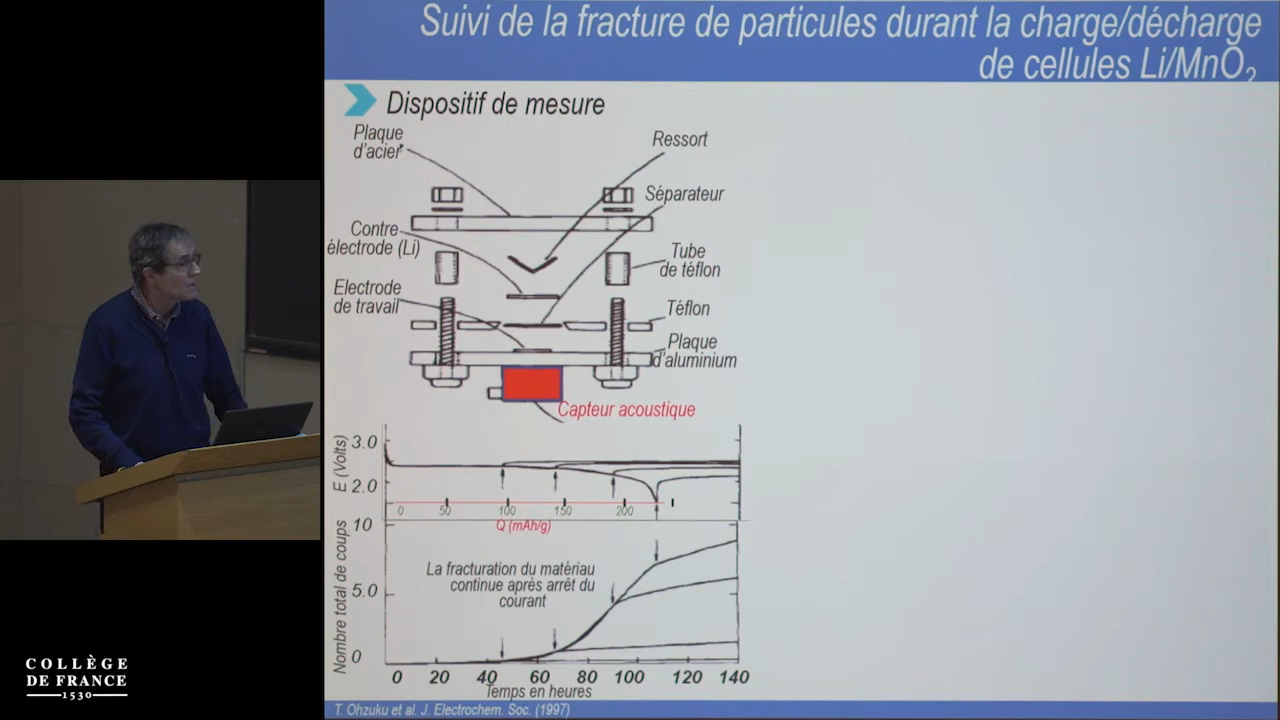 Suivi de la fracture de particules durant la charge/décharge
de cellules Li/MnO2
Dispositif de mesure
Plaque
d'acier
Ressort
Séparateur
Contre
électrode (Li)
Tube
de téflon
Electrode
de travail
Téflon
Plaque
d'aluminium
Capteur acoustique
E (Volts)
3.0
2.0
0 50 100 150 200
Q (mAh/g)
Nombre total de coups
10
5.0
0
La fracturation du matériau
continue après arrêt du
courant
0 20 40 60 80 100 120 140
Temps en heures
T. Ohzuku et al. J. Electrochem. Soc. (1997)
COLLÈGE
DE FRANCE
1530